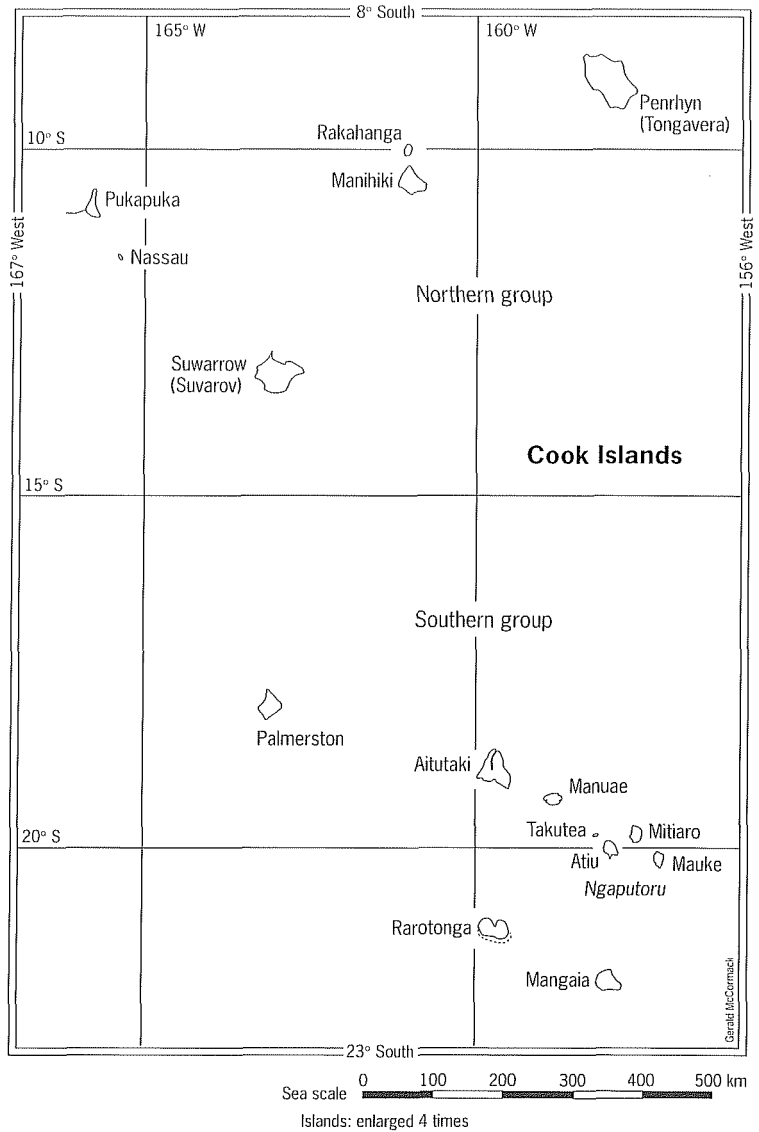 8° South
165° W
160° W
Penrhyn
(Tongavera)
Rakahanga
10° S
Manihiki
Pukapuka
167° West
156° West
Nassau
Northern group
Suwarrow
(Suvarov)
Cook Islands
15° S
Southern group
Palmerston
Aitutaki
Manuae
Takutea
Mitiaro
20° S
Atiu
Mauke
Ngaputoru
Rarotonga
Mangaia
Gerald McCormack
23° South
Sea scale 0 100 200 300 400 500 km
Islands: enlarged 4 times